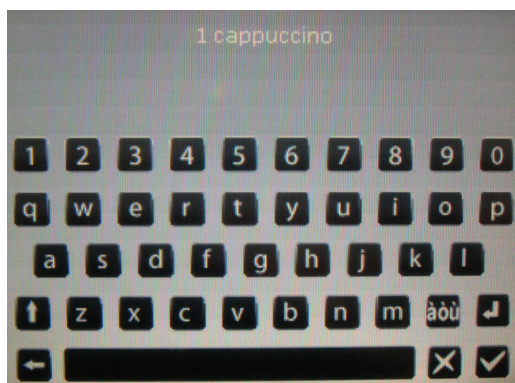 1 cappuccino
1 2 3 4 5 6 7 8 9 0
q w e r t y u i o p
a s d f g h j k l
z x c v b n m àòù